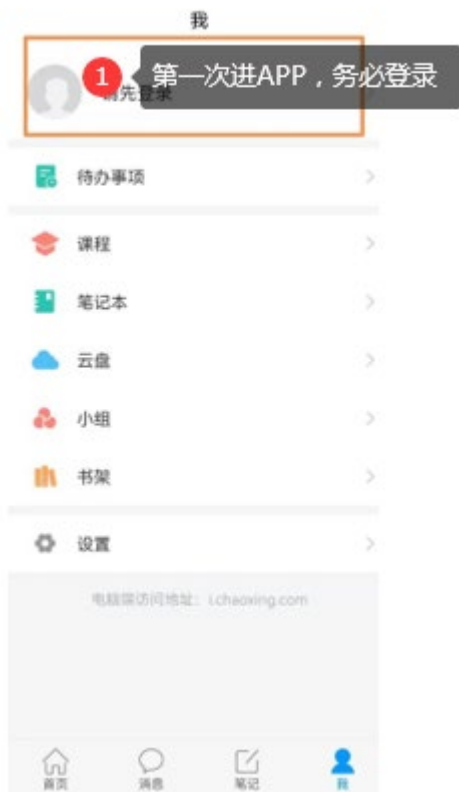 我
1
第一次进APP，务必登录
请先登录
待办事项
课程
笔记本
云盘
小组
书架
设置
电脑端访问地址：i.chaoxing.com
首页
消息
笔记
我